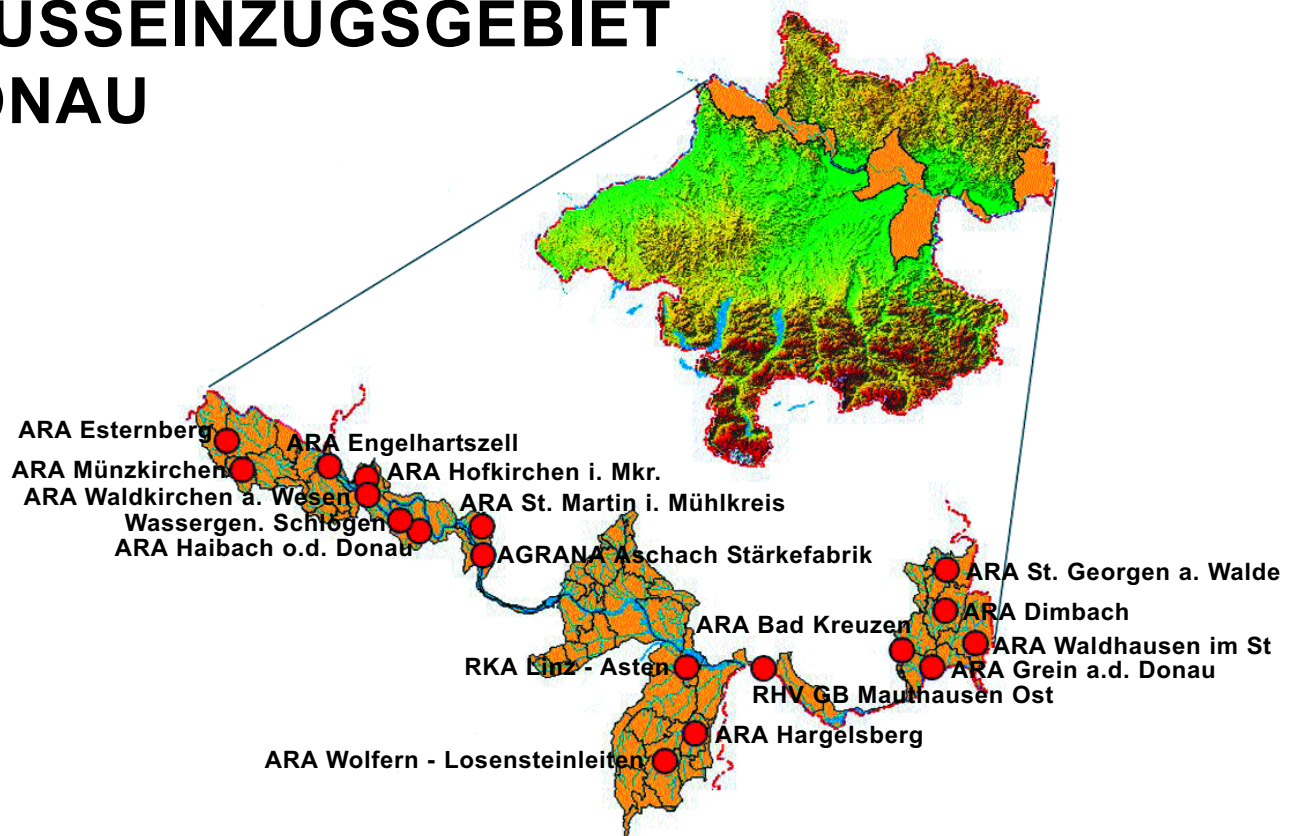 USSEINZUGSGEBIET
ONAU
ARA Esternberg
ARA Engelhartszell
ARA Münzkirchen
ARA Hofkirchen i. Mkr.
ARA Waldkirchen a. Wesen
ARA St. Martin i. Mühlkreis
Wassergen. Schlögen
ARA Haibach o.d. Donau
AGRANA Aschach Stärkefabrik
ARA St. Georgen a. Walde
ARA Dimbach
ARA Bad Kreuzen
ARA Waldhausen im St
RKA Linz - Asten
ARA Grein a.d. Donau
RHV GB Mauthausen Ost
ARA Hargelsberg
ARA Wolfern - Losensteinleiten